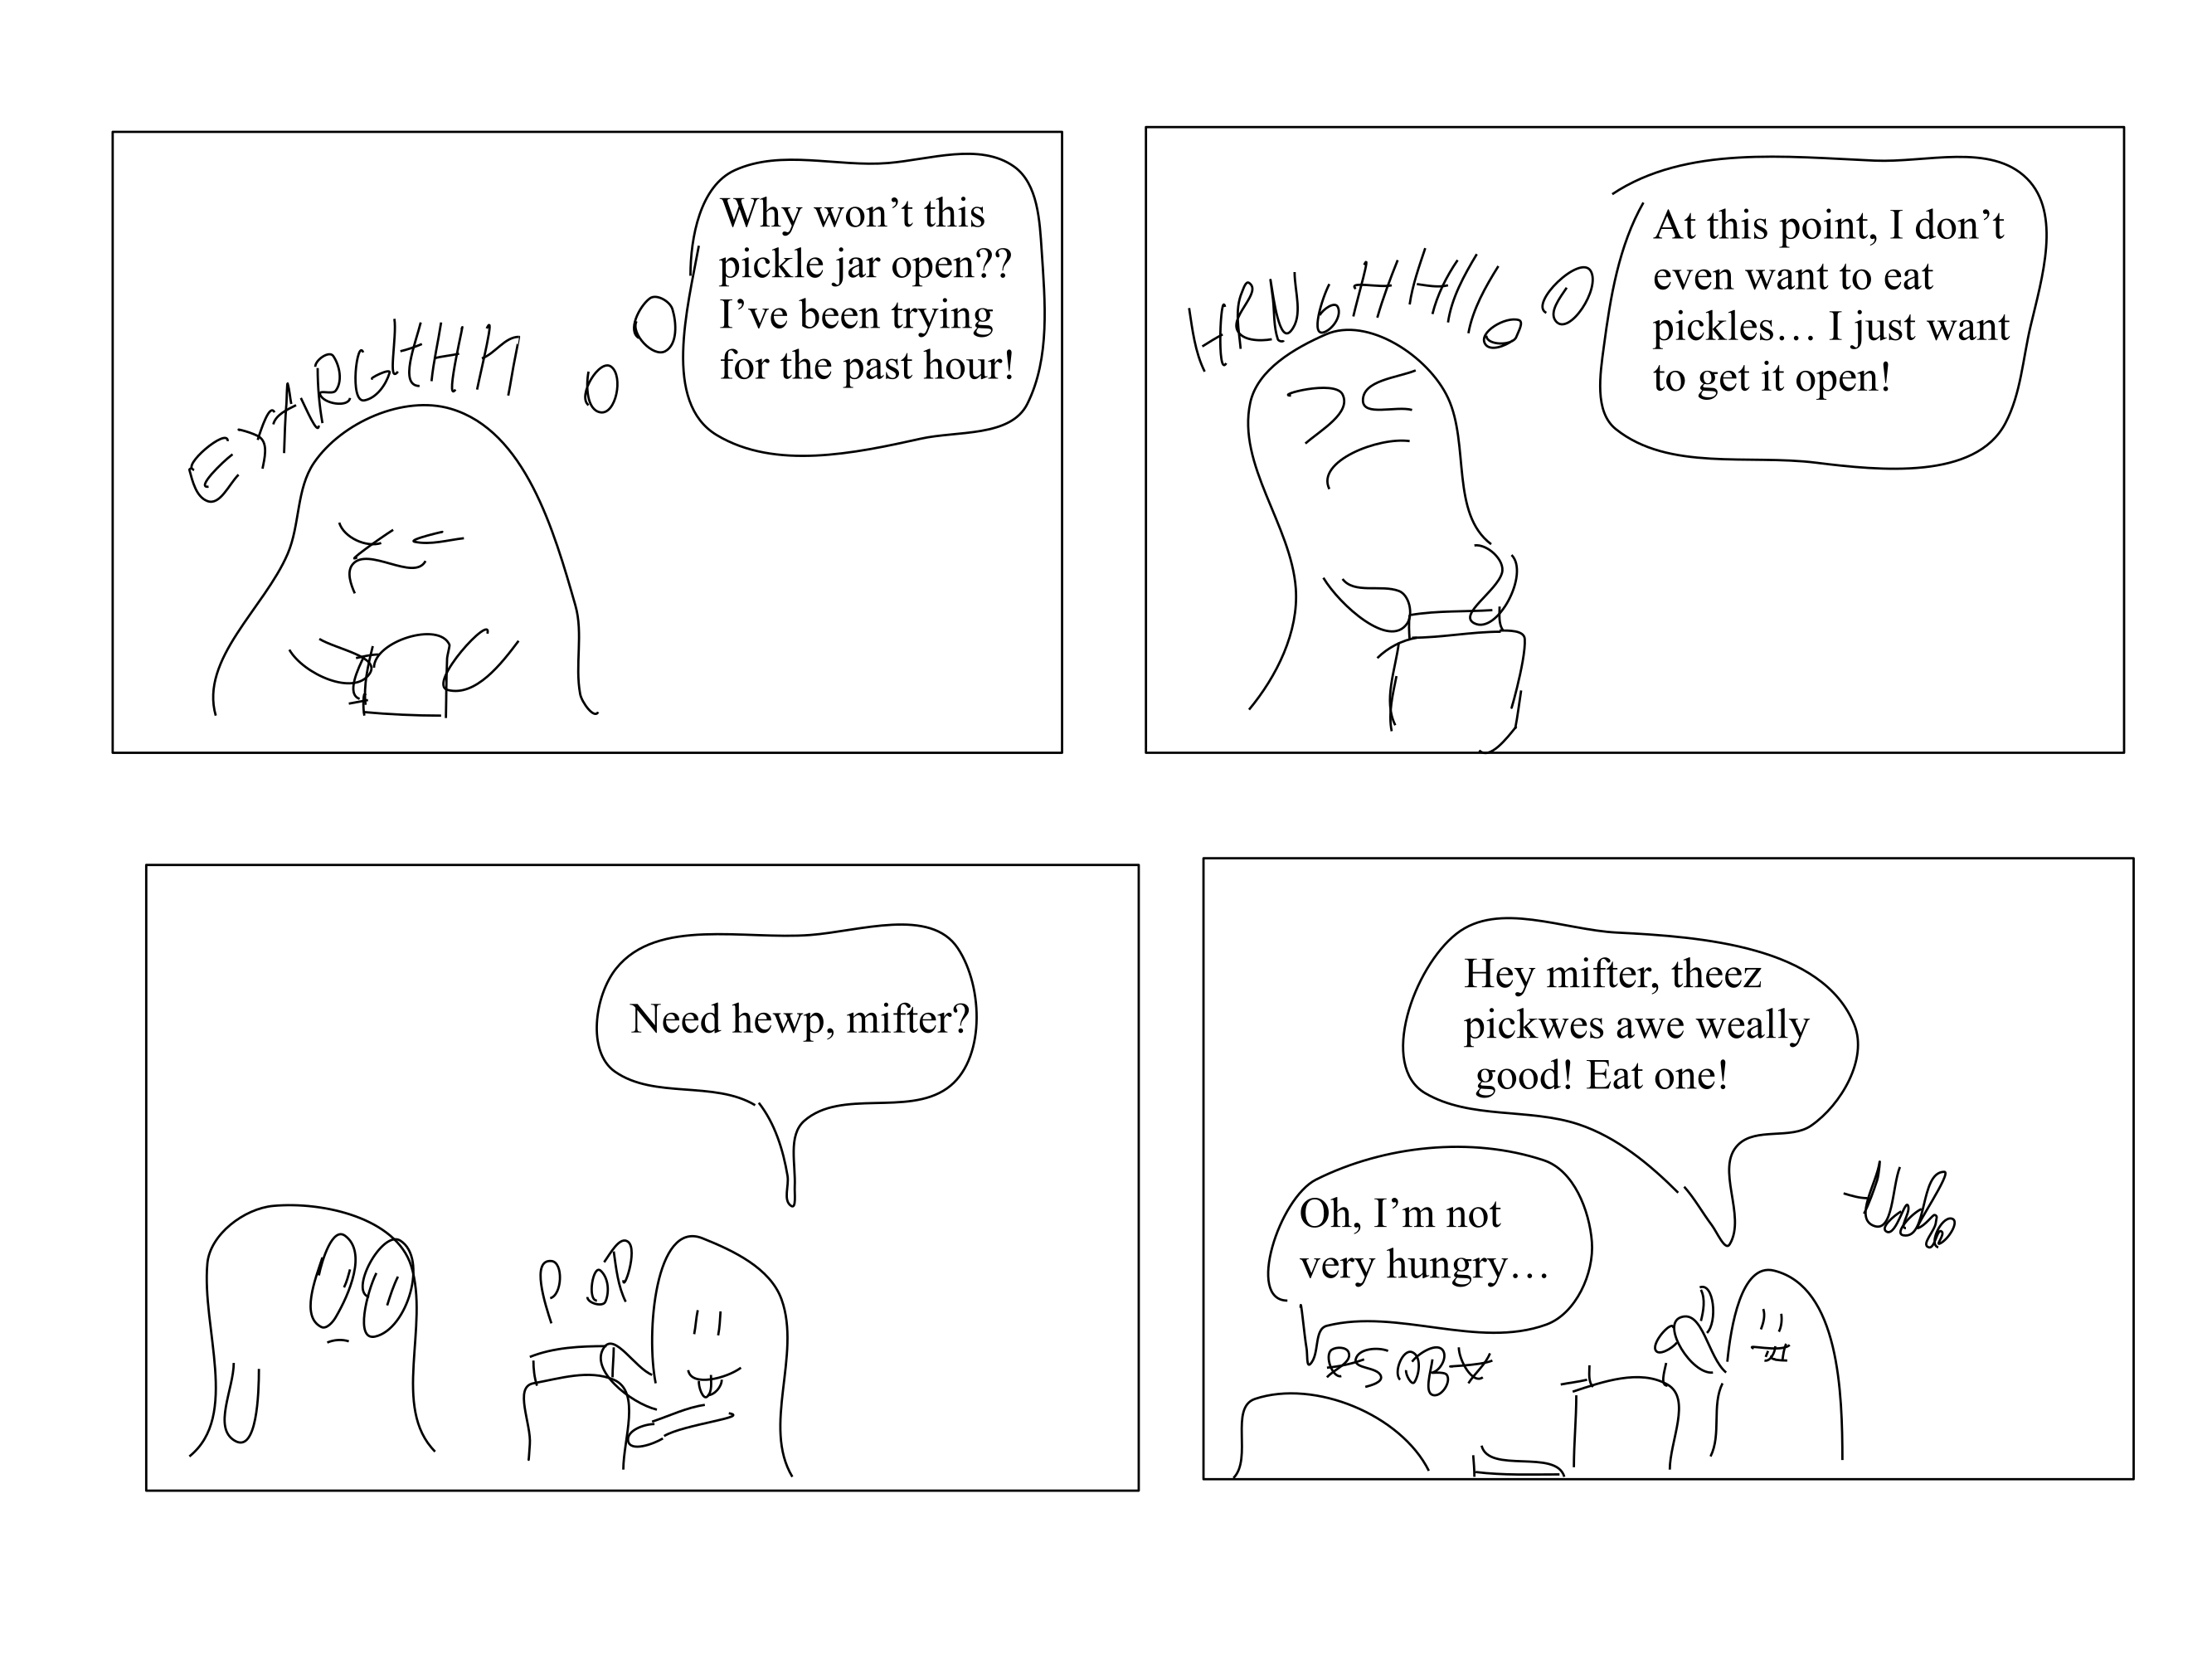 EYARGHHH
Why won’t this
pickle jar open??
I’ve been trying
for the past hour!
At this point, I don’t
even want to eat
pickles… I just want
to get it open!
Need hewp, mifter?
POP
Hey mifter, theez
pickwes awe weally
good! Eat one!
Oh, I’m not
very hungry…